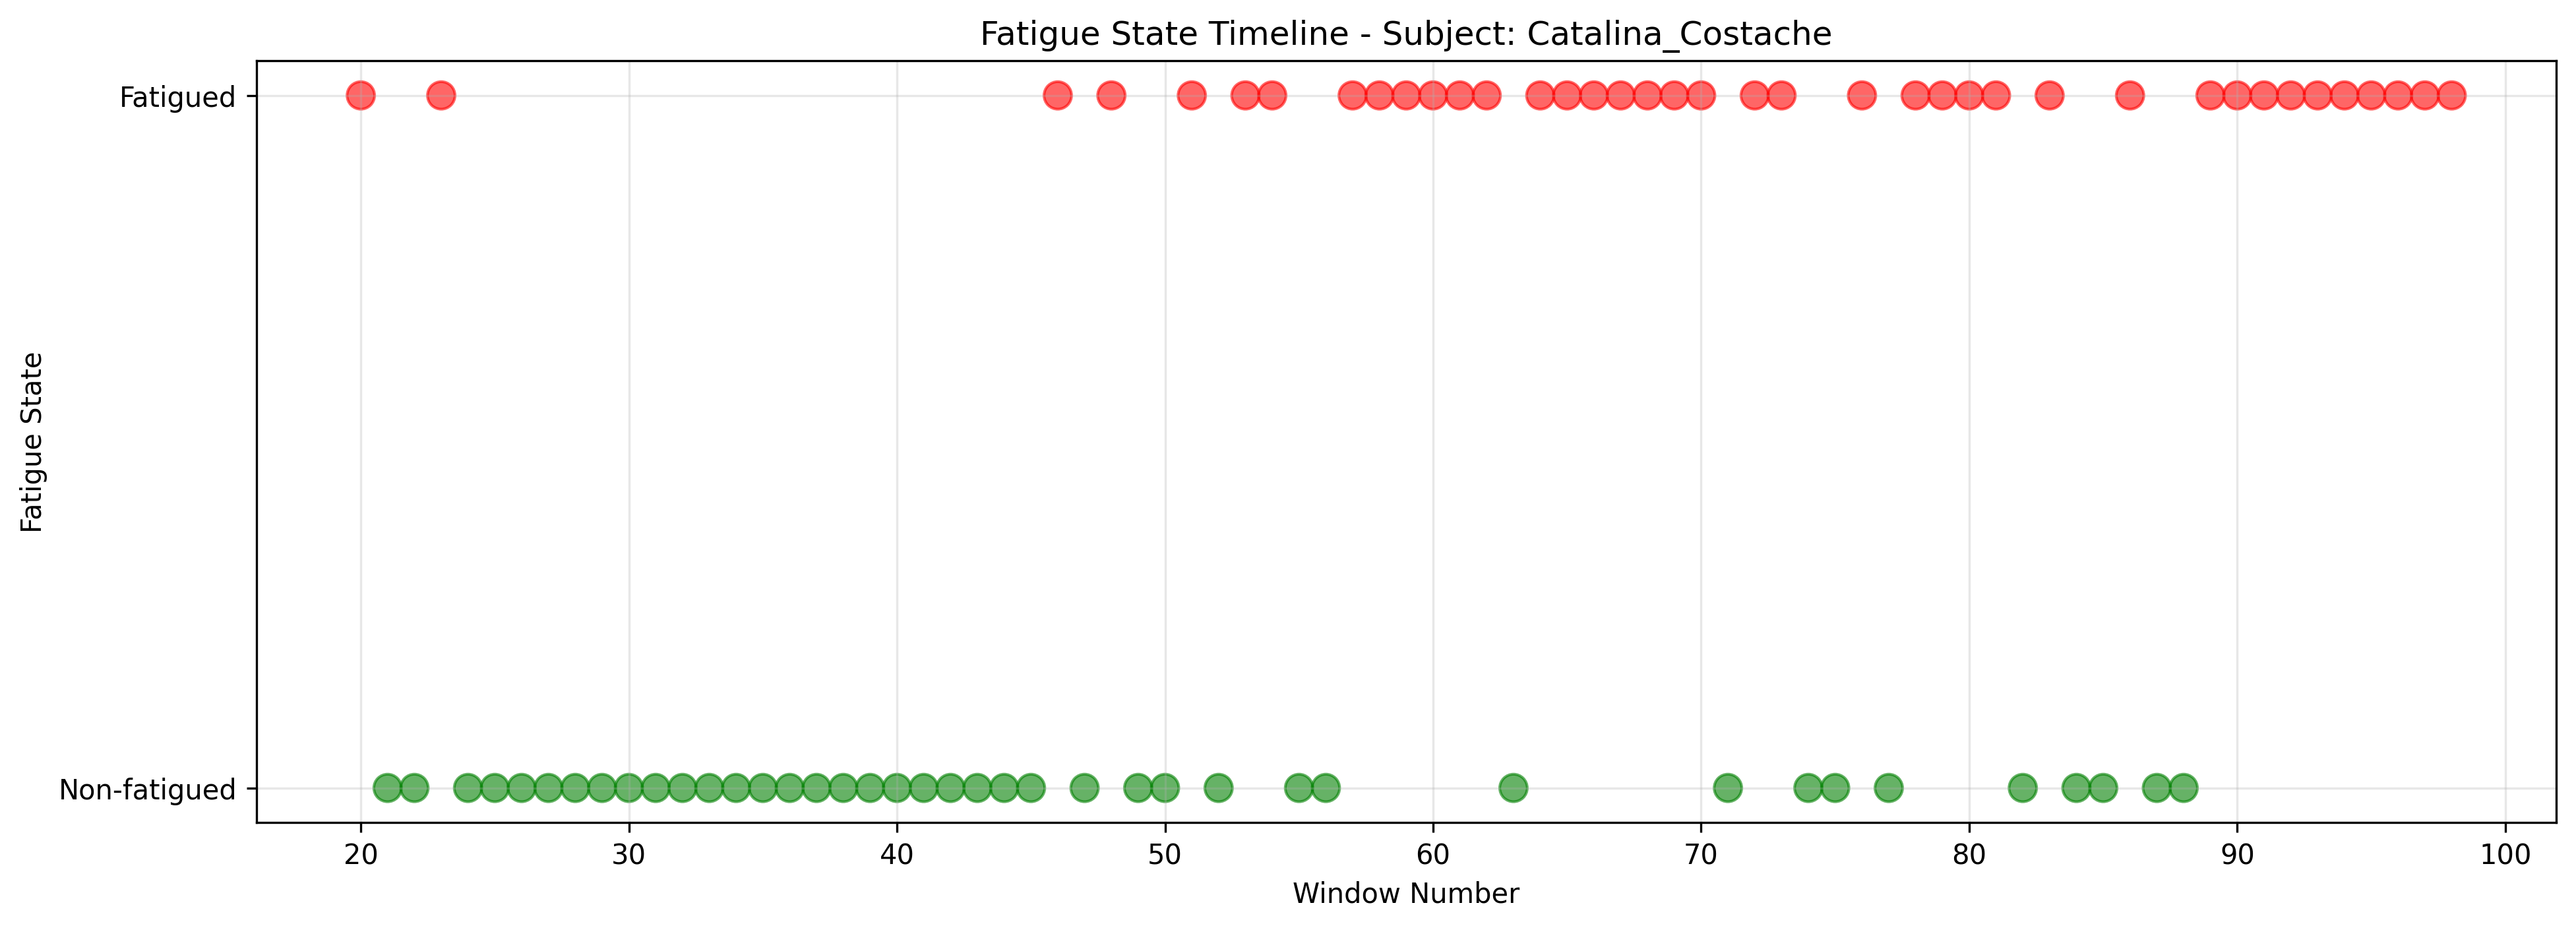 Fatigue State Timeline - Subject: Catalina_Costache
Fatigued
Fatigue State
Non-fatigued
20 30 40 50 60 70 80 90 100
Window Number